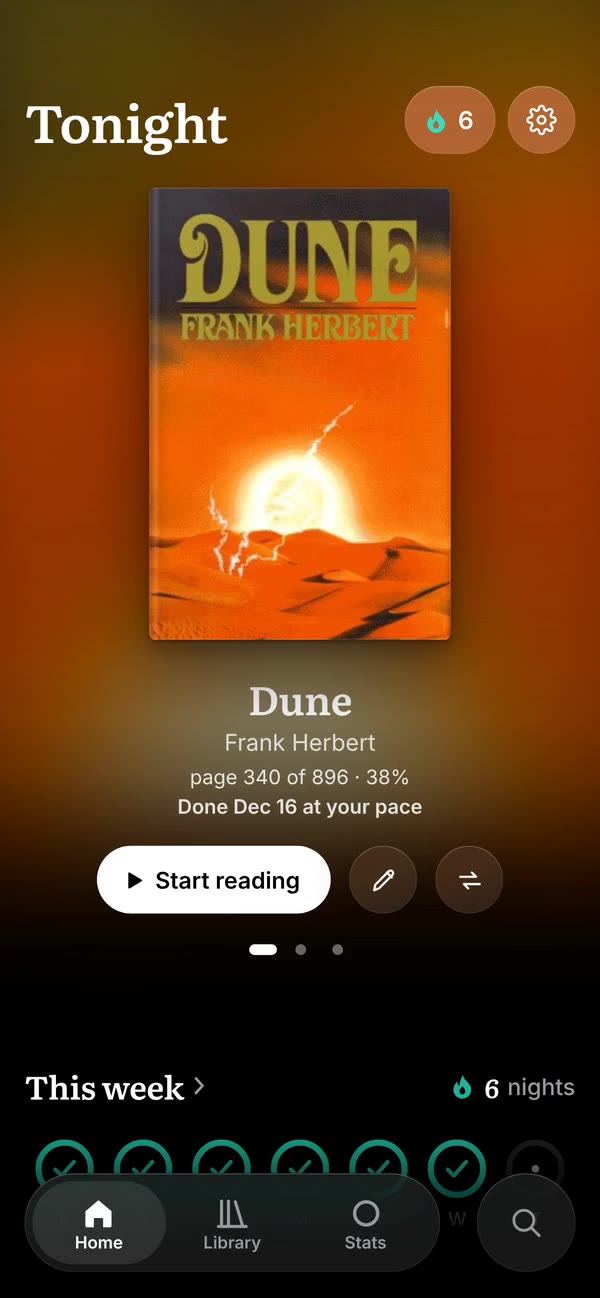 Tonight
6
DUNE
FRANK HERBERT
Dune
Frank Herbert
page 340 of 896 · 38%
Done Dec 16 at your pace
Start reading
This week
6 nights
W
Home
Library
Stats